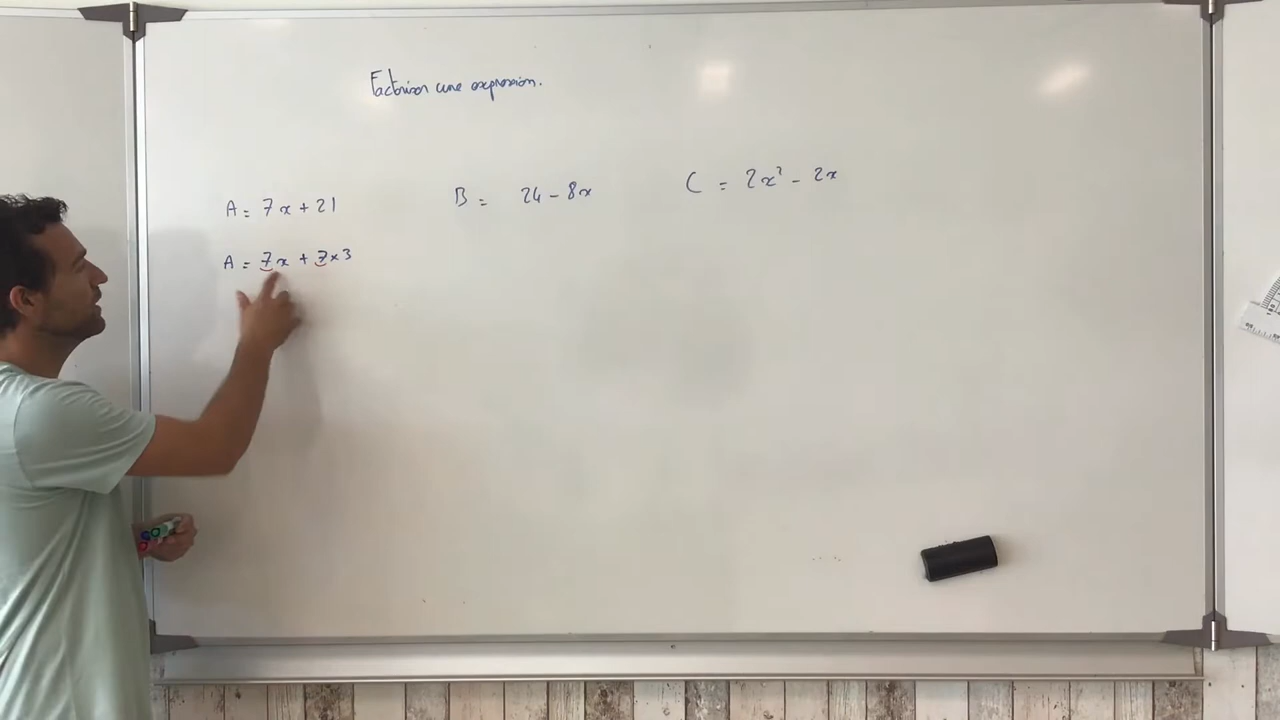 Factoriser une expression.
A = 7x + 21
B = 24 - 8x
C = 2x² - 2x
A = 7x + 7 × 3